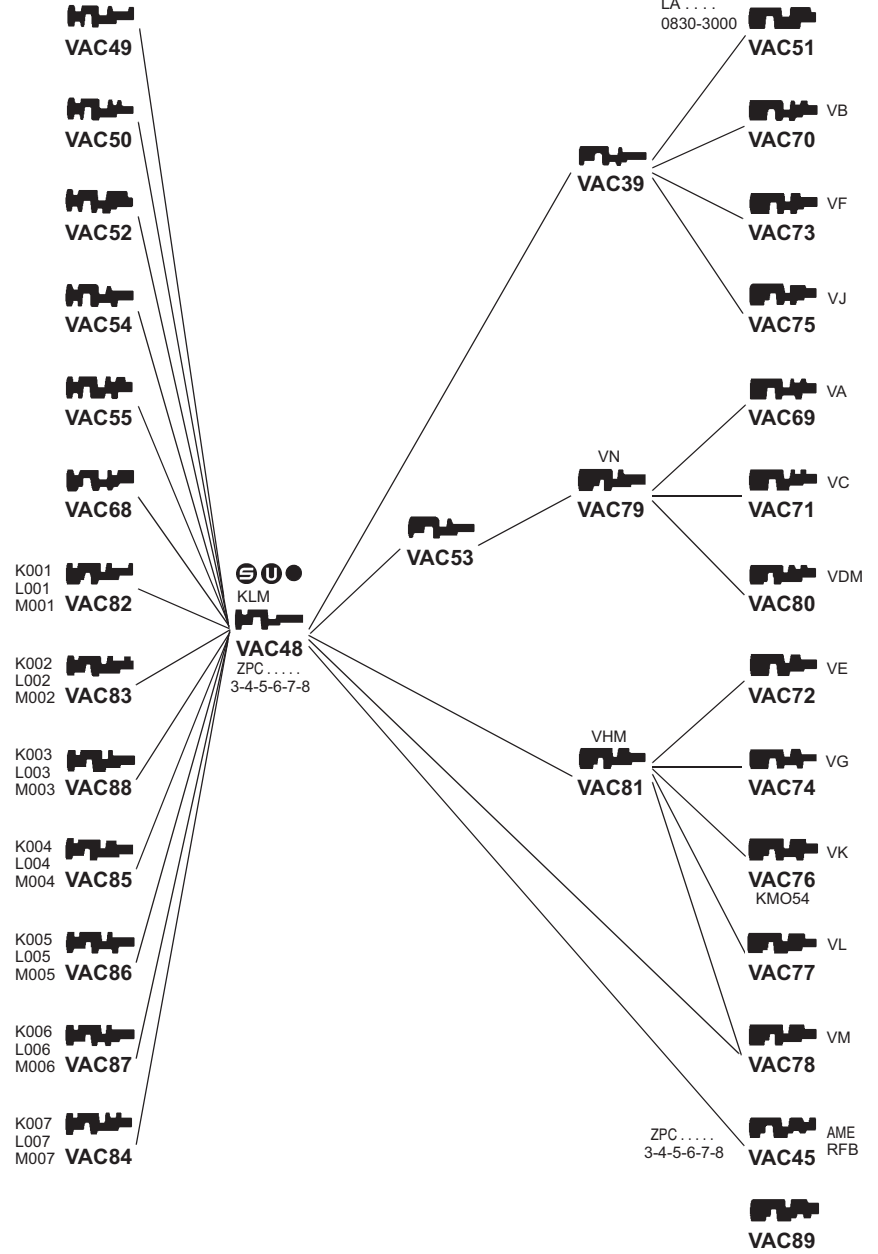 VAC49
VAC50
VAC52
VAC54
VAC55
VAC68
K001
L001
M001 VAC82
K002
L002
M002 VAC83
K003
L003
M003 VAC88
K004
L004
M004 VAC85
K005
L005
M005 VAC86
K006
L006
M006 VAC87
K007
L007
M007 VAC84
S U
KLM
VAC48
ZPC . . . . .
3-4-5-6-7-8
VAC53
VAC39
VN
VAC79
VHM
VAC81
LA . . . .
0830-3000
VAC51
VB
VAC70
VF
VAC73
VJ
VAC75
VA
VAC69
VC
VAC71
VDM
VAC80
VE
VAC72
VG
VAC74
VK
VAC76
KMO54
VL
VAC77
VM
VAC78
ZPC . . . . .
3-4-5-6-7-8
AME
RFB
VAC45
VAC89